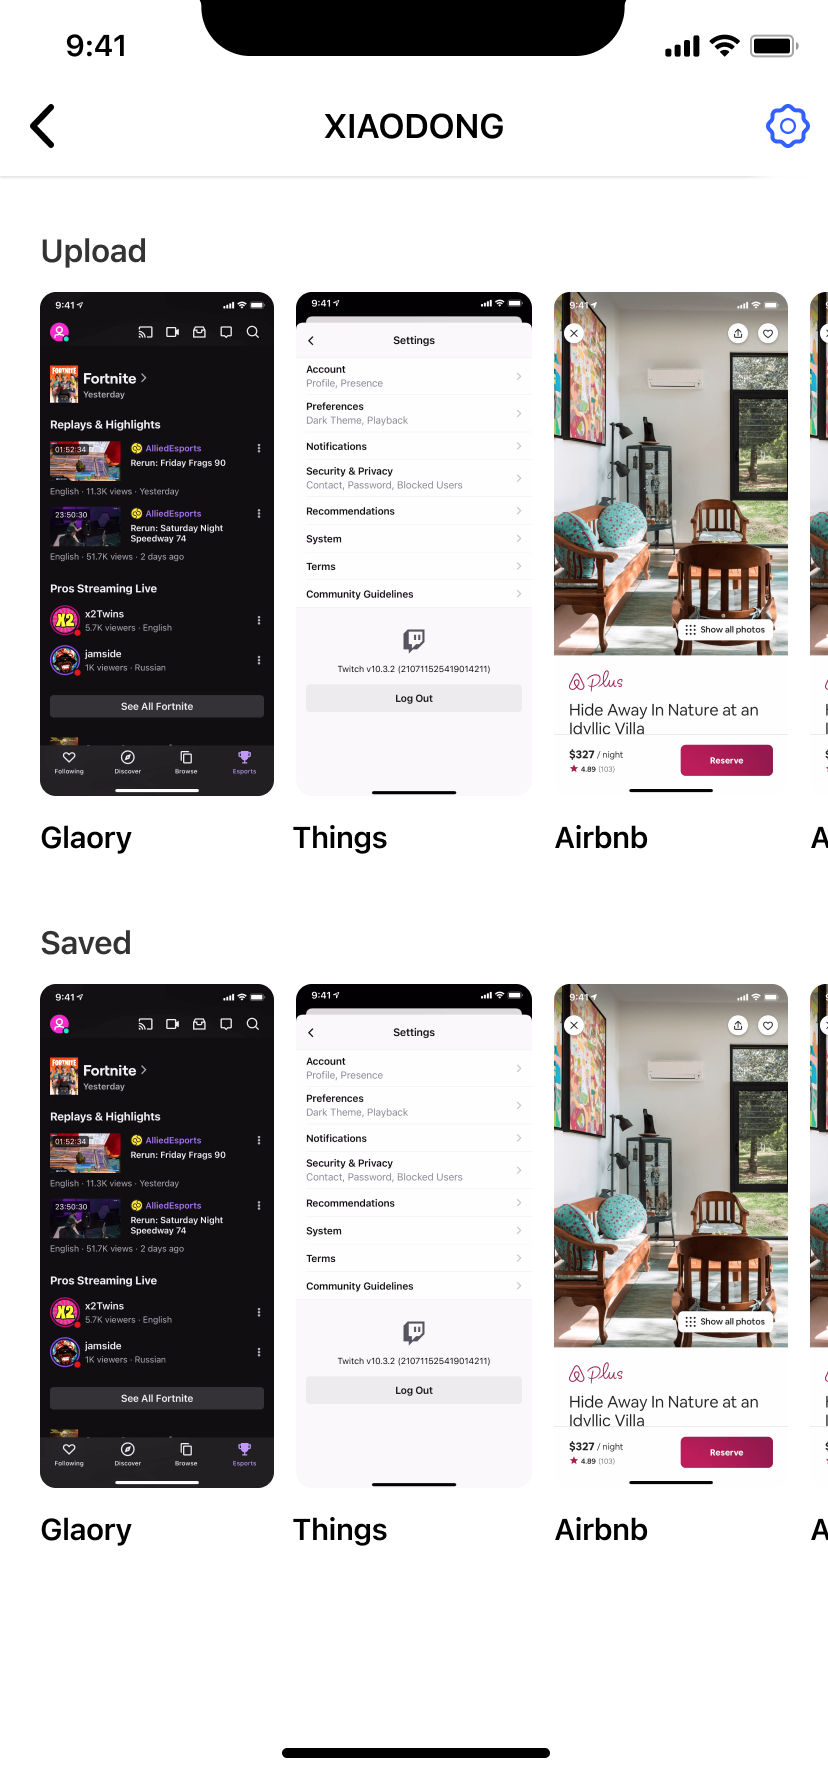 9:41
XIAODONG
Upload
9:41
Fortnite
Yesterday
Replays & Highlights
01:52:34
AlliedEsports
Rerun: Friday Frags 90
English · 11.3K views · Yesterday
23:50:30
AlliedEsports
Rerun: Saturday Night
Speedway 74
English · 51.7K views · 2 days ago
Pros Streaming Live
x2Twins
5.7K viewers · English
jamside
1K viewers · Russian
See All Fortnite
Following
Discover
Browse
Esports
9:41
Settings
Account
Profile, Presence
Preferences
Dark Theme, Playback
Notifications
Security & Privacy
Contact, Password, Blocked Users
Recommendations
System
Terms
Community Guidelines
Twitch v10.3.2 (210711525419014211)
Log Out
9:41
Show all photos
Plus
Hide Away In Nature at an
Idyllic Villa
$327 / night
4.89 (103)
Reserve
Glaory
Things
Airbnb
A
Saved
9:41
Fortnite
Yesterday
Replays & Highlights
01:52:34
AlliedEsports
Rerun: Friday Frags 90
English · 11.3K views · Yesterday
23:50:30
AlliedEsports
Rerun: Saturday Night
Speedway 74
English · 51.7K views · 2 days ago
Pros Streaming Live
x2Twins
5.7K viewers · English
jamside
1K viewers · Russian
See All Fortnite
Following
Discover
Browse
Esports
9:41
Settings
Account
Profile, Presence
Preferences
Dark Theme, Playback
Notifications
Security & Privacy
Contact, Password, Blocked Users
Recommendations
System
Terms
Community Guidelines
Twitch v10.3.2 (210711525419014211)
Log Out
9:41
Show all photos
Plus
Hide Away In Nature at an
Idyllic Villa
$327 / night
4.89 (103)
Reserve
Glaory
Things
Airbnb
A